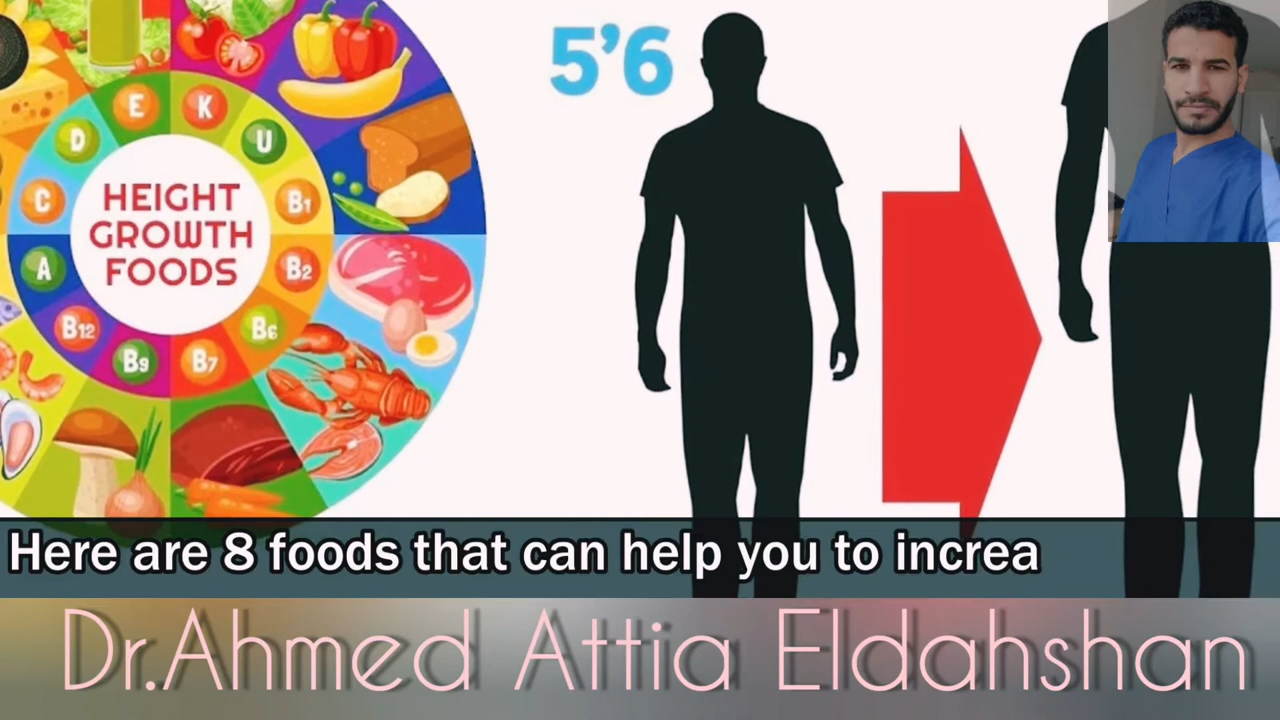 5’6
E
K
D
U
C
B1
A
B2
B12
B6
B9
B7
HEIGHT
GROWTH
FOODS
Here are 8 foods that can help you to increa
Dr.Ahmed Attia Eldahshan